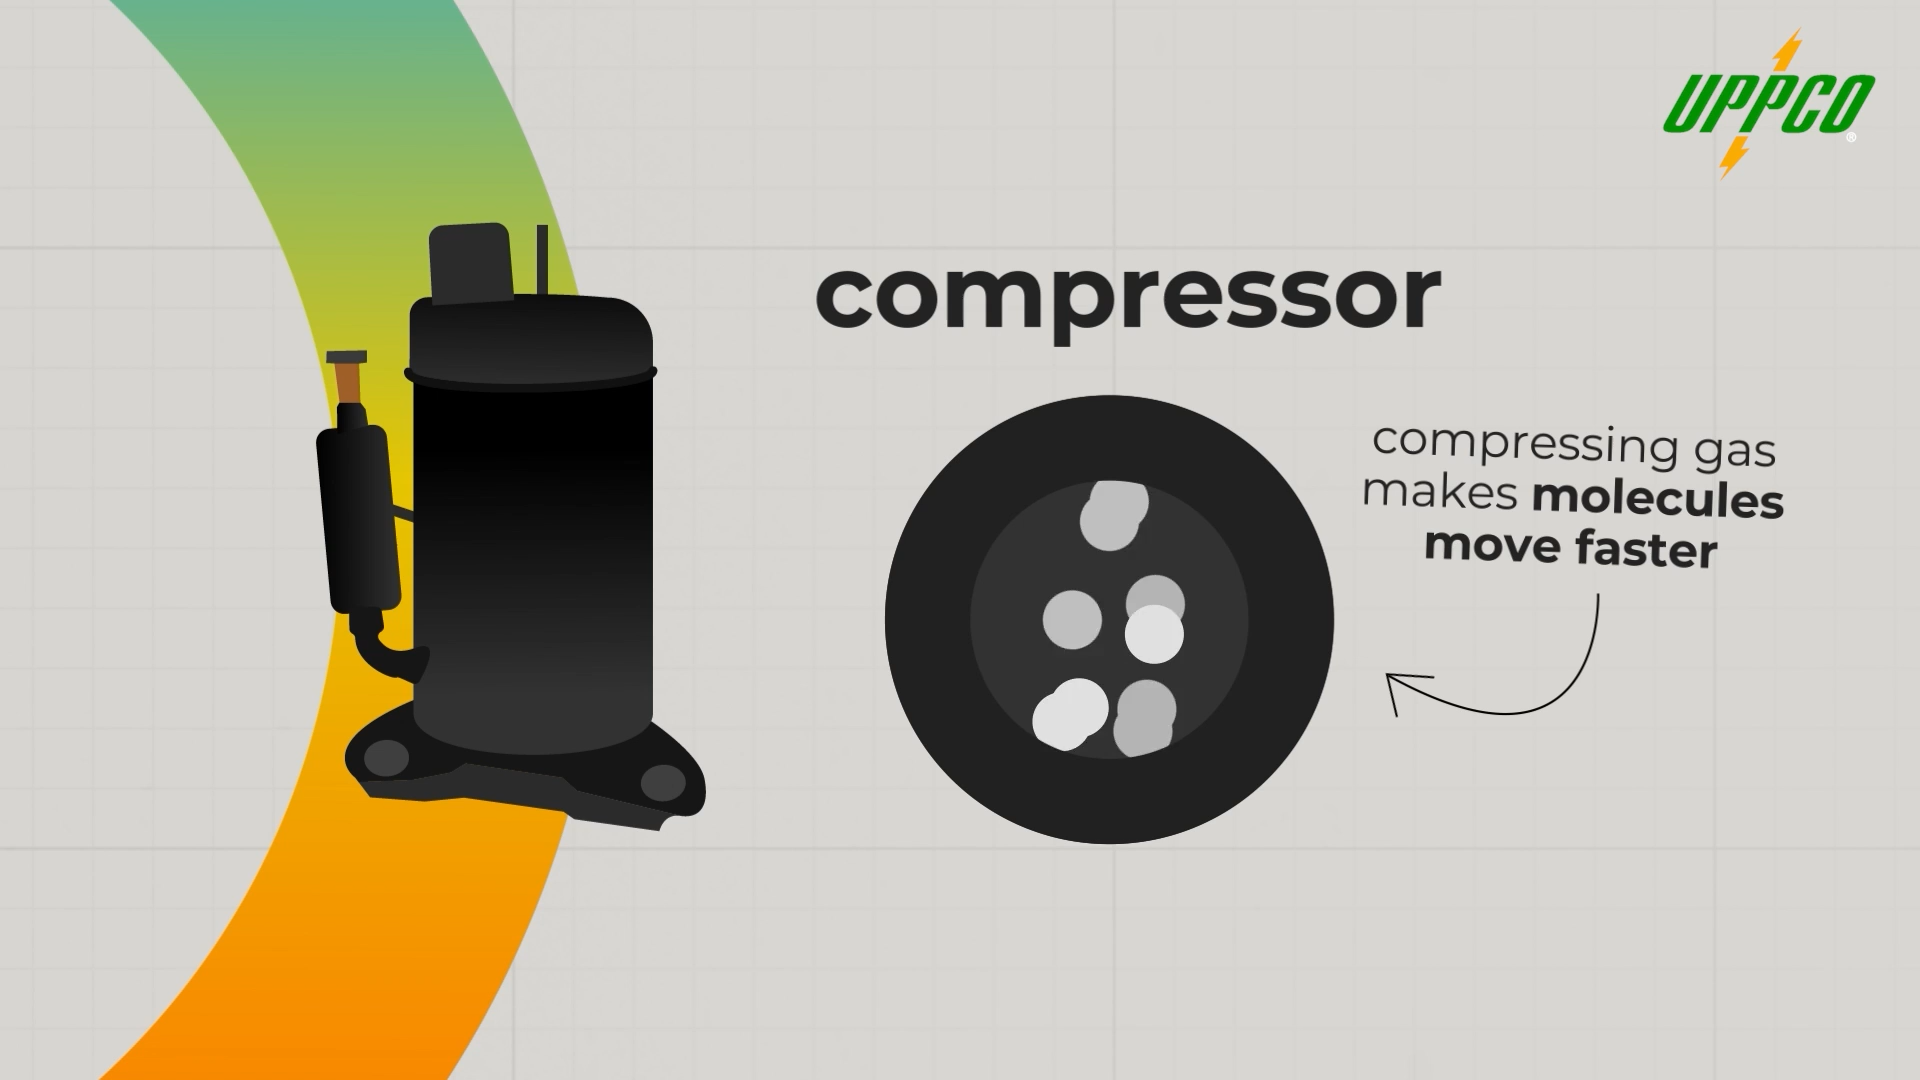 UPPCO
®
compressor
compressing gas
makes molecules
move faster